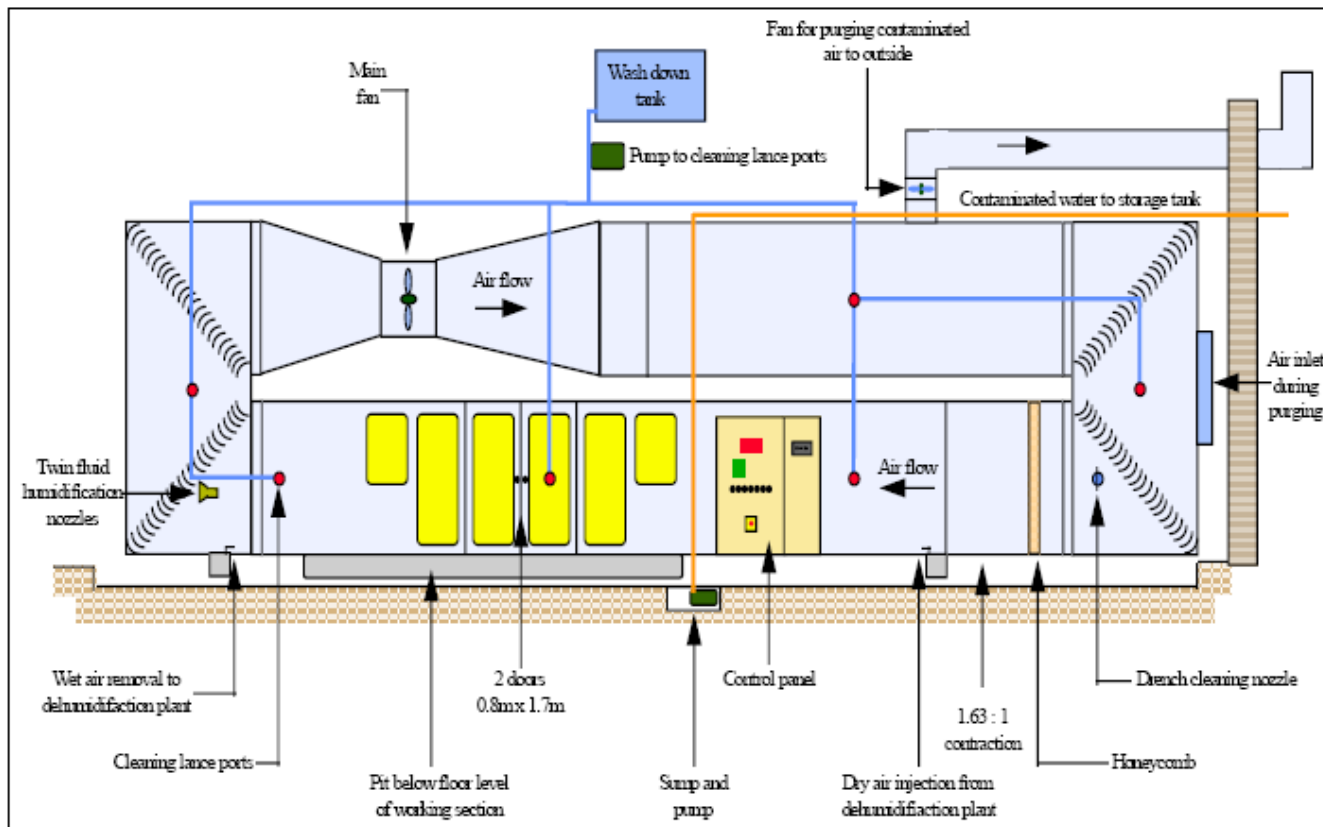 Fan for purging contaminated
air to outside
Main
fan
Wash down
tank
Pump to cleaning lance ports
Contaminated water to storage tank
Air flow
Air inlet
during
purging
Twin fluid
humidification
nozzles
Air flow
Wet air removal to
dehumidifaction plant
2 doors
0.8m x 1.7m
Control panel
Drench cleaning nozzle
1.63 : 1
contraction
Cleaning lance ports
Pit below floor level
of working section
Sump and
pump
Dry air injection from
dehumidifiaction plant
Honeycomb